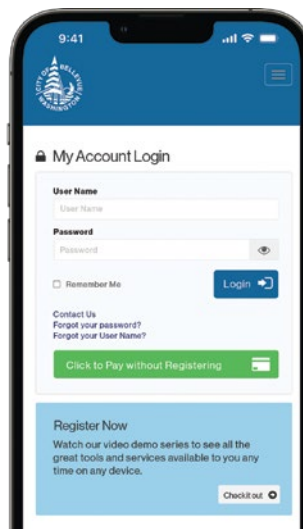 9:41
CITY OF BELLEVUE
WASHINGTON
My Account Login
User Name
User Name
Password
Password
Remember Me
Login
Contact Us
Forgot your password?
Forgot your User Name?
Click to Pay without Registering
Register Now
Watch our video demo series to see all the
great tools and services available to you any
time on any device.
Check it out